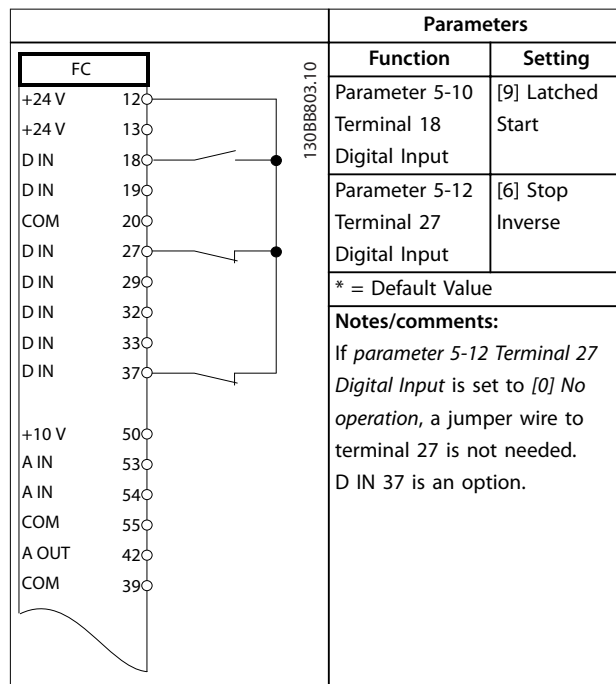 Parameters
FC
130BB803.10
Function Setting
+24 V 12
+24 V 13
D IN 18
D IN 19
COM 20
D IN 27
D IN 29
D IN 32
D IN 33
D IN 37
+10 V 50
A IN 53
A IN 54
COM 55
A OUT 42
COM 39
Parameter 5-10 [9] Latched
Terminal 18 Start
Digital Input
Parameter 5-12 [6] Stop
Terminal 27 Inverse
Digital Input
* = Default Value
Notes/comments:
If parameter 5-12 Terminal 27
Digital Input is set to [0] No
operation, a jumper wire to
terminal 27 is not needed.
D IN 37 is an option.